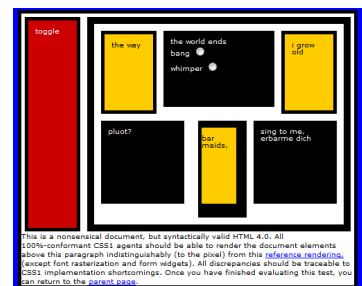 toggle
the way
the world ends
bang
whimper
i grow
old
pluot?
bar
maids,
sing to me,
erbarme dich
This is a nonsensical document, but syntactically valid HTML 4.0. All
100%-conformant CSS1 agents should be able to render the document elements
above this paragraph indistinguishably (to the pixel) from this reference rendering,
(except font rasterization and form widgets). All discrepancies should be traceable to
CSS1 implementation shortcomings. Once you have finished evaluating this test, you
can return to the parent page.